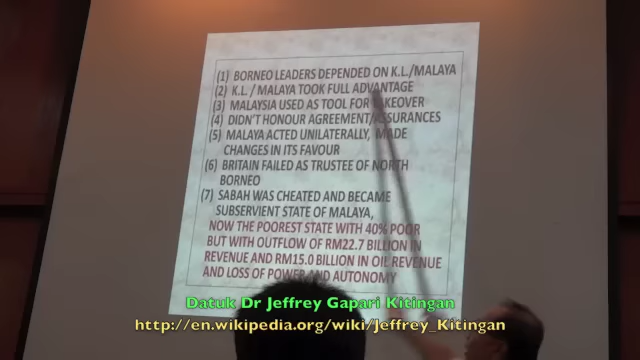 (1) BORNEO LEADERS DEPENDED ON K.L./MALAYA
(2) K.L. / MALAYA TOOK FULL ADVANTAGE
(3) MALAYSIA USED AS TOOL FOR TAKEOVER
(4) DIDN'T HONOUR AGREEMENT/ASSURANCES
(5) MALAYA ACTED UNILATERALLY, MADE
CHANGES IN ITS FAVOUR
(6) BRITAIN FAILED AS TRUSTEE OF NORTH
BORNEO
(7) SABAH WAS CHEATED AND BECAME
SUBSERVIENT STATE OF MALAYA,
NOW THE POOREST STATE WITH 40% POOR
BUT WITH OUTFLOW OF RM22.7 BILLION IN
REVENUE AND RM15.0 BILLION IN OIL REVENUE
AND LOSS OF POWER AND AUTONOMY
Datuk Dr Jeffrey Gapari Kitingan
http://en.wikipedia.org/wiki/Jeffrey_Kitingan